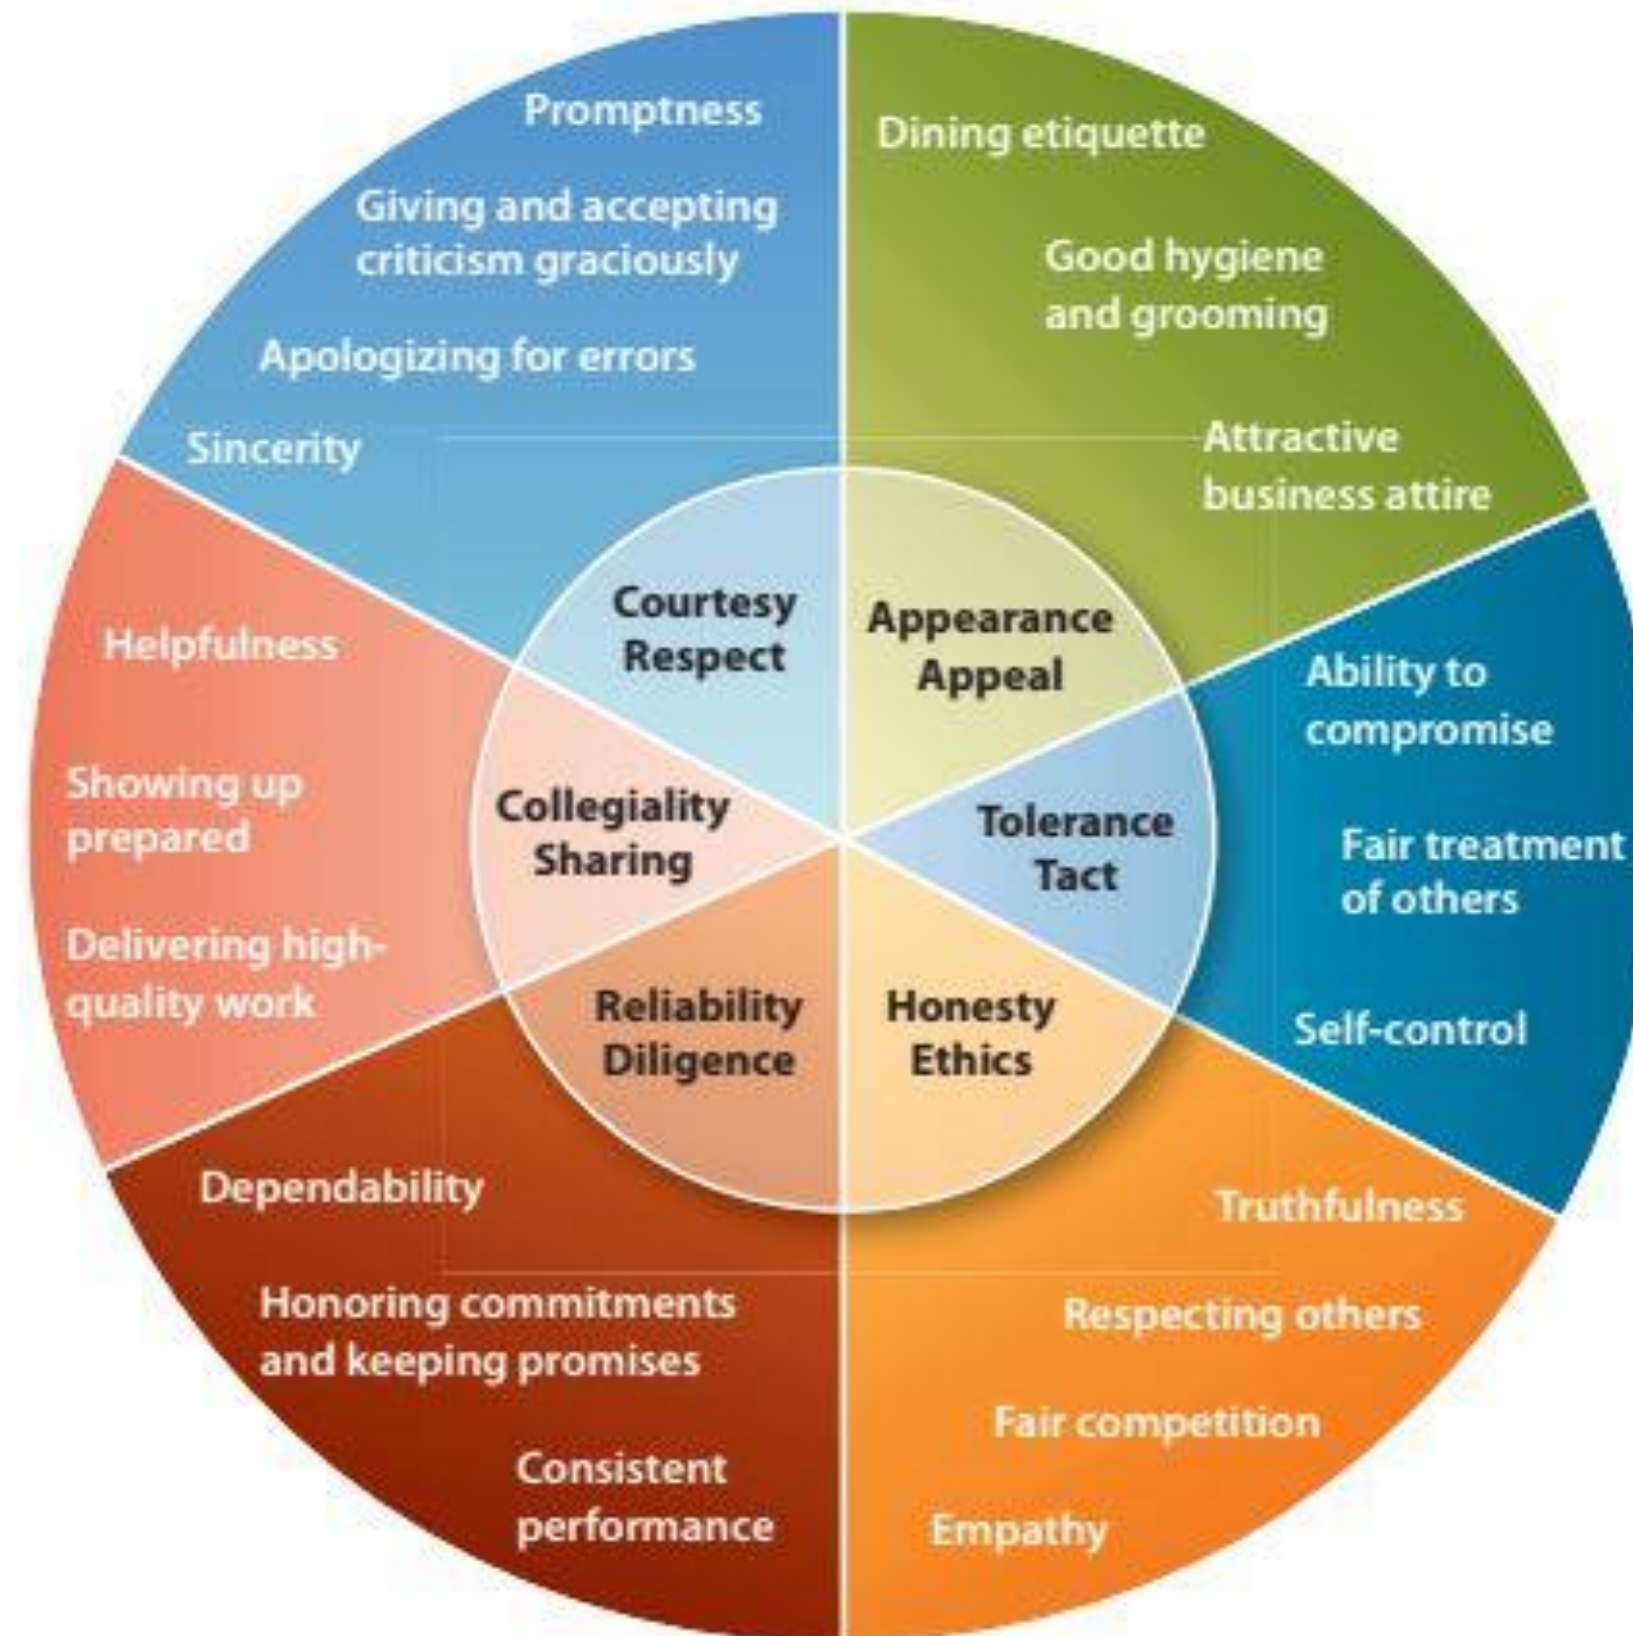 Promptness
Giving and accepting
criticism graciously
Apologizing for errors
Sincerity
Dining etiquette
Good hygiene
and grooming
Attractive
business attire
Courtesy
Respect
Appearance
Appeal
Helpfulness
Showing up
prepared
Delivering high-
quality work
Collegiality
Sharing
Tolerance
Tact
Ability to
compromise
Fair treatment
of others
Self-control
Reliability
Diligence
Honesty
Ethics
Dependability
Honoring commitments
and keeping promises
Consistent
performance
Truthfulness
Respecting others
Fair competition
Empathy